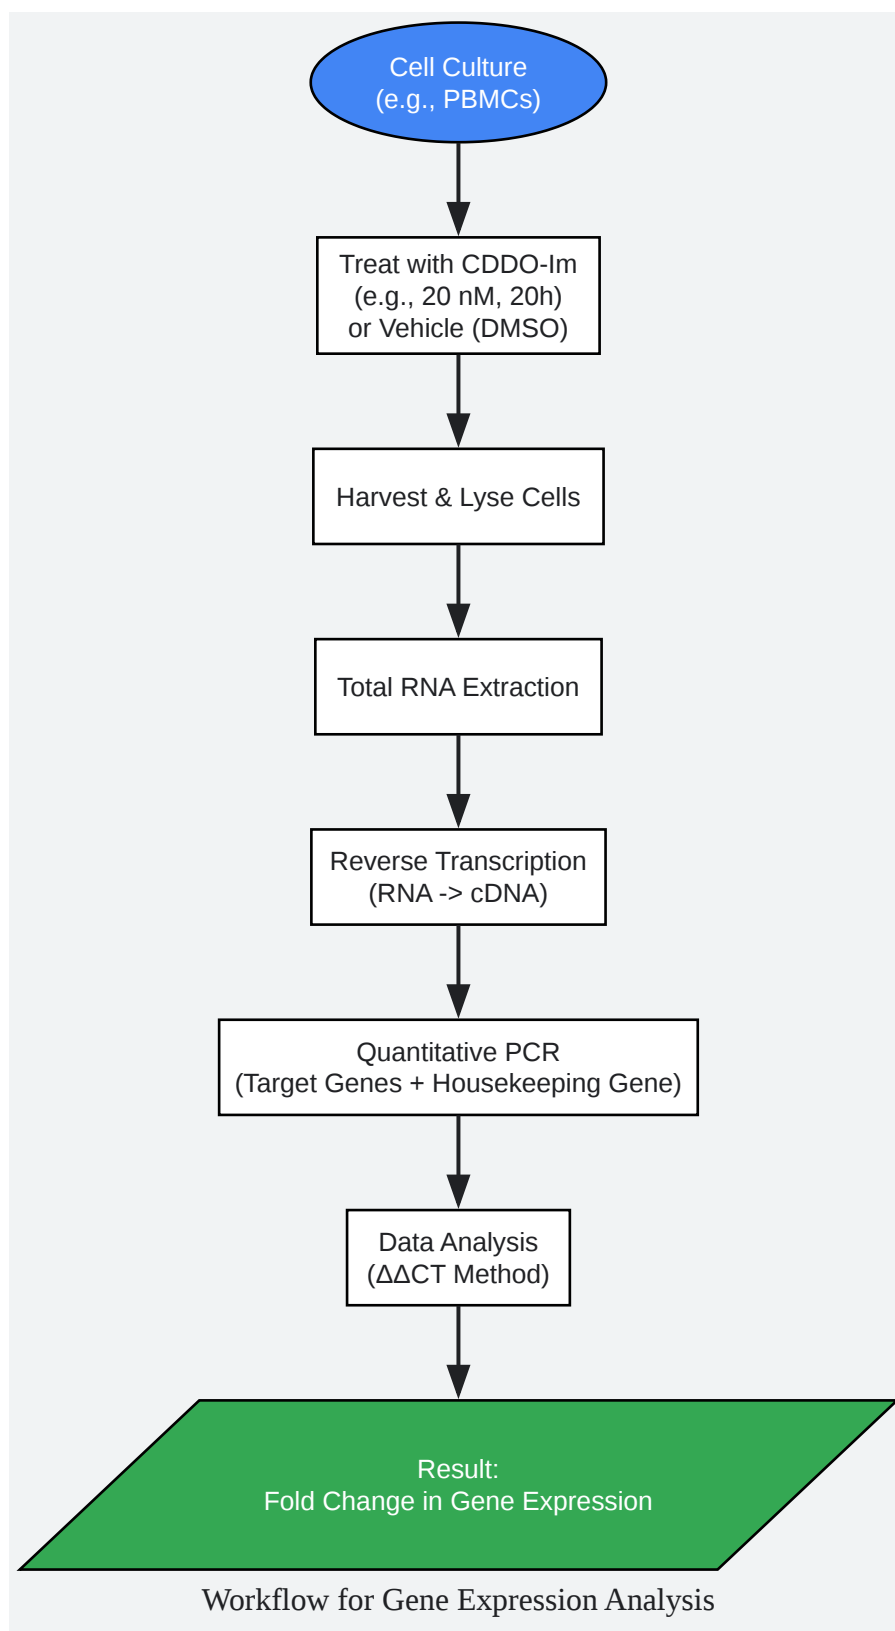 Cell Culture
(e.g., PBMCs)
Treat with CDDO-Im
(e.g., 20 nM, 20h)
or Vehicle (DMSO)
Harvest & Lyse Cells
Total RNA Extraction
Reverse Transcription
(RNA -> cDNA)
Quantitative PCR
(Target Genes + Housekeeping Gene)
Data Analysis
(ΔΔCT Method)
Result:
Fold Change in Gene Expression
Workflow for Gene Expression Analysis